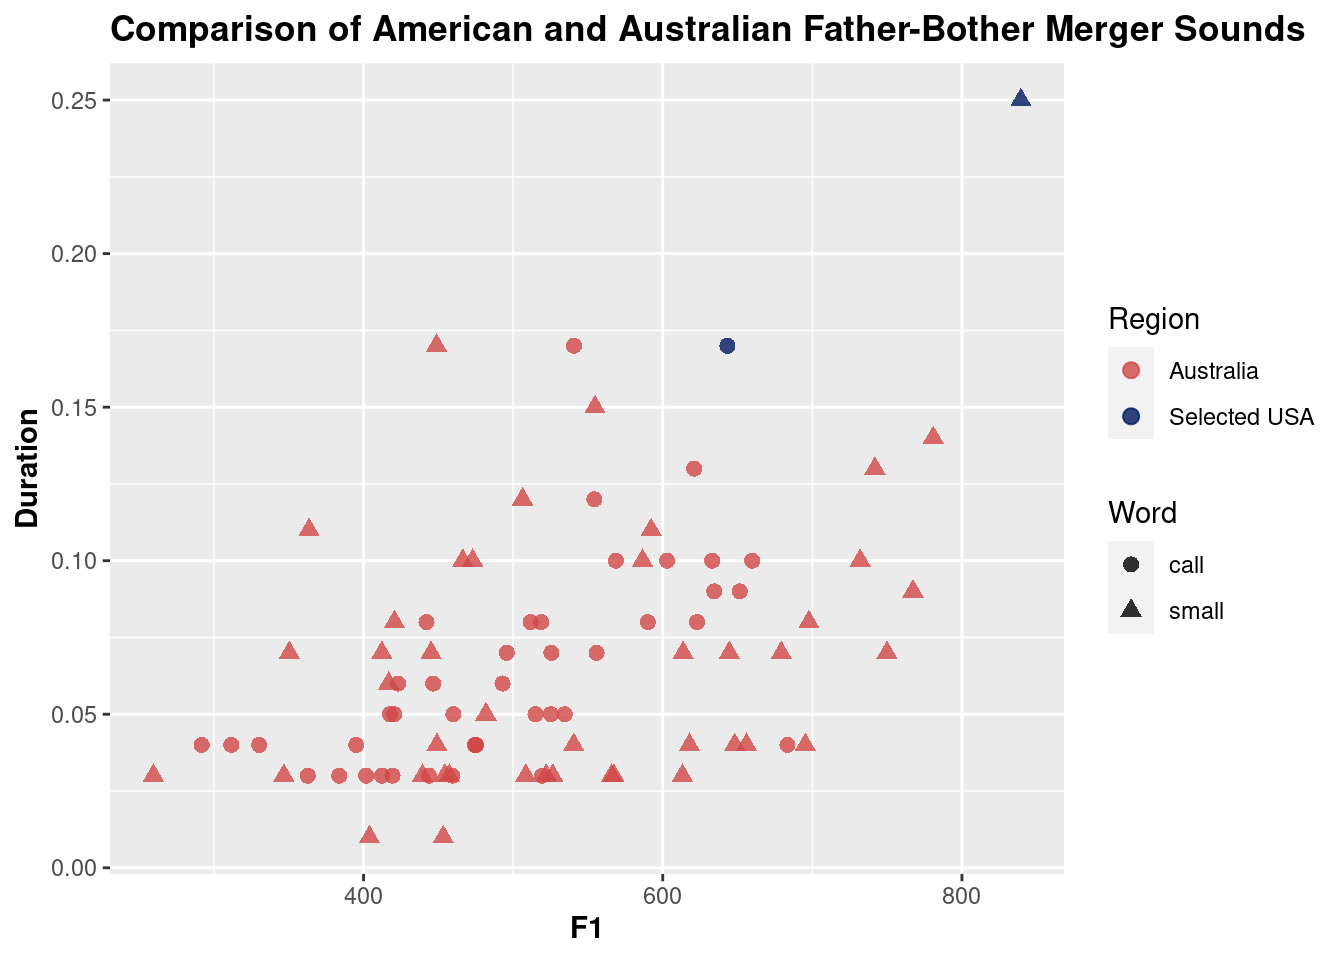 Comparison of American and Australian Father-Bother Merger Sounds
0.25
0.20
0.15
0.10
0.05
0.00
Duration
400
600
800
F1
Region
Australia
Selected USA
Word
call
small